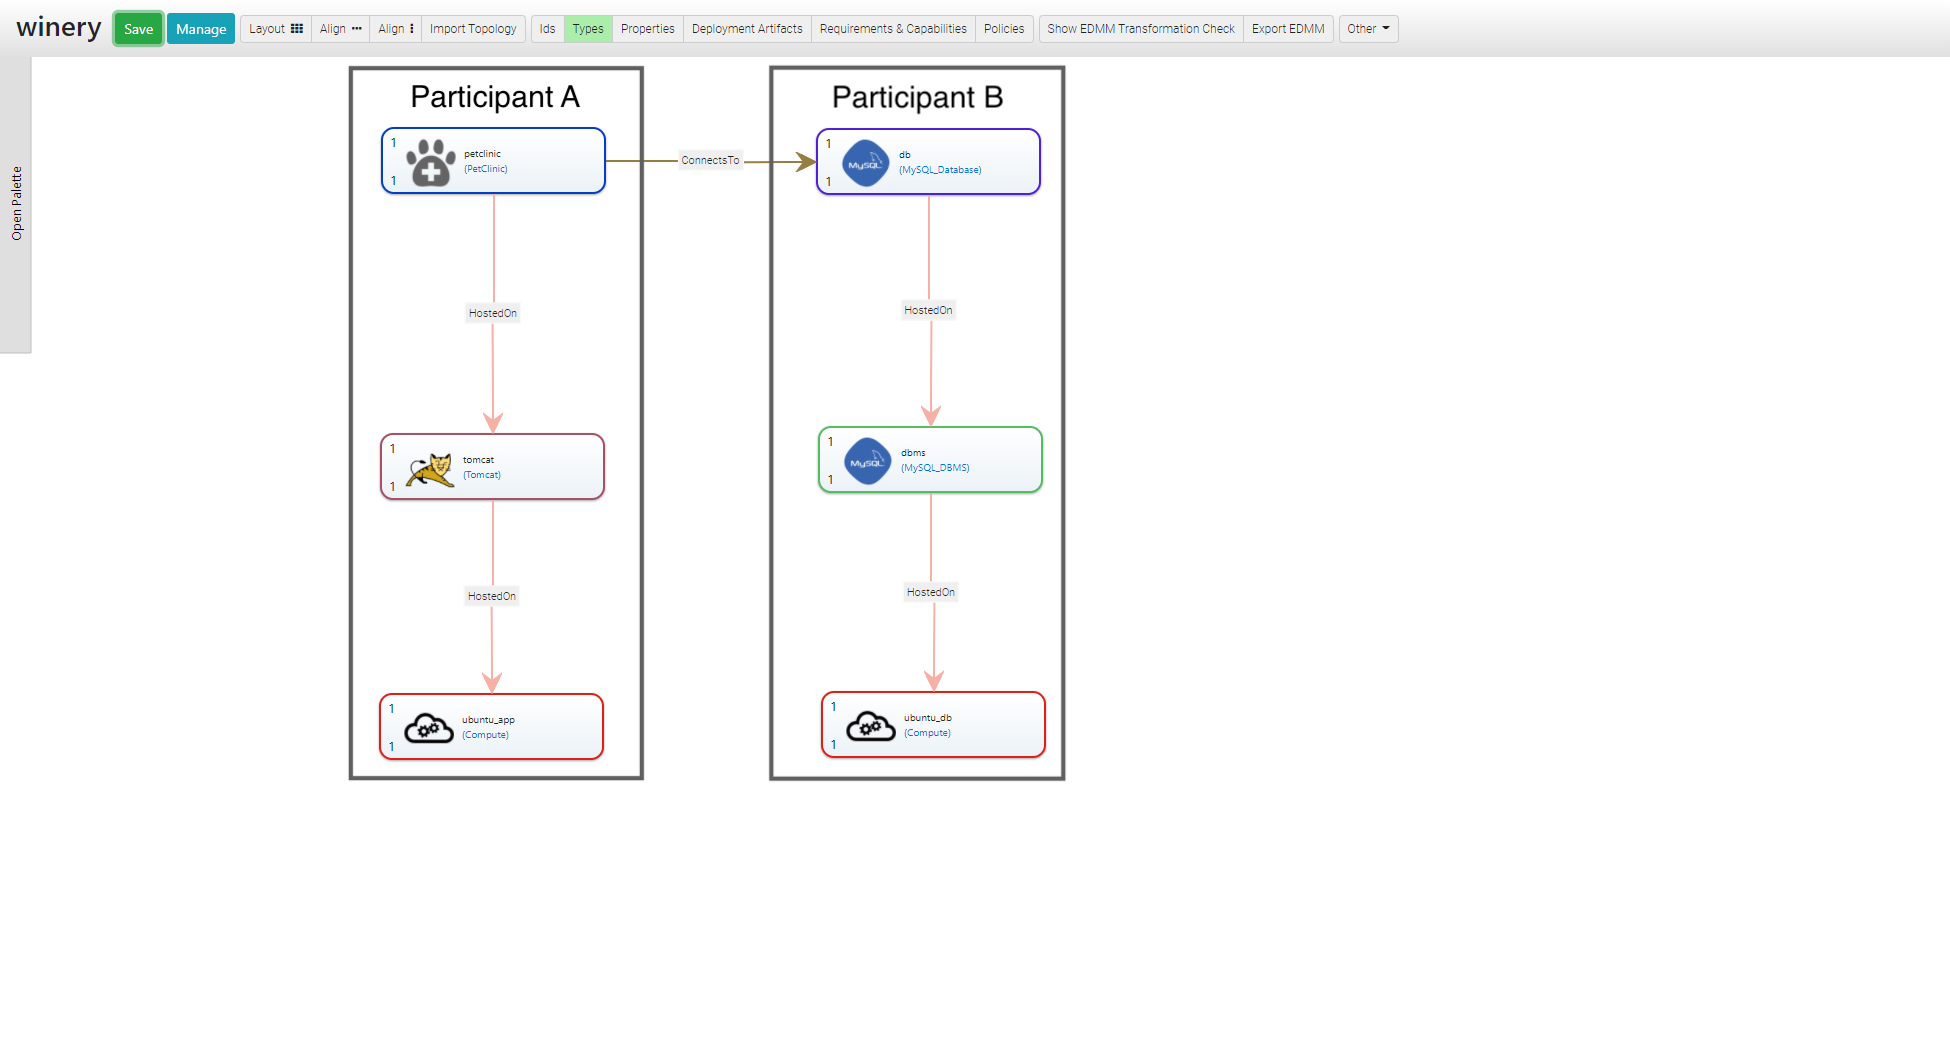 winery Save Manage Layout Align Align Import Topology Ids Types Properties Deployment Artifacts Requirements & Capabilities Policies Show EDMM Transformation Check Export EDMM Other
Open Palette
Participant A
1
petclinic
(PetClinic)
1
HostedOn
1
tomcat
(Tomcat)
1
HostedOn
1
ubuntu_app
(Compute)
1
ConnectsTo
Participant B
1
db
MySQL
(MySQL_Database)
1
HostedOn
1
dbms
MySQL
(MySQL_DBMS)
1
HostedOn
1
ubuntu_db
(Compute)
1